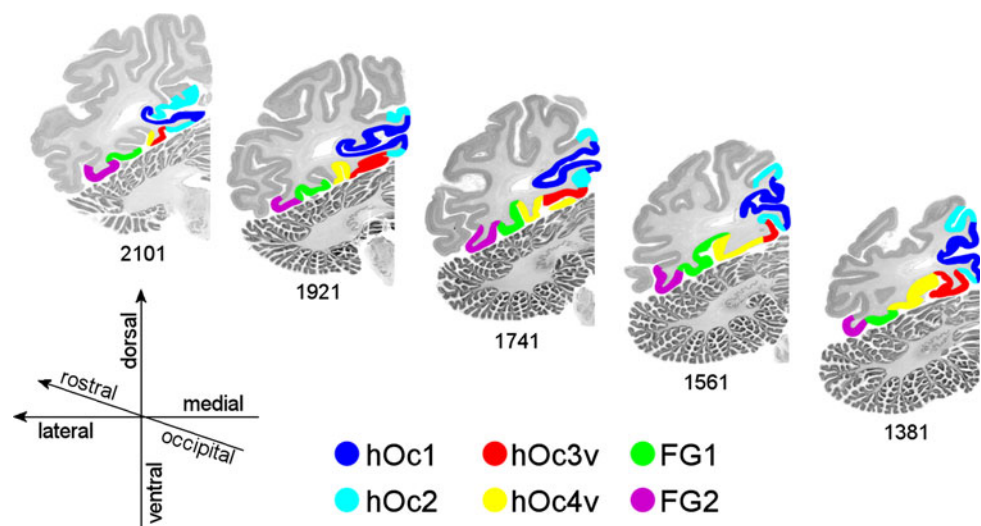 2101
1921
1741
1561
1381
dorsal
rostral
medial
lateral
occipital
ventral
hOc1 hOc3v FG1
hOc2 hOc4v FG2